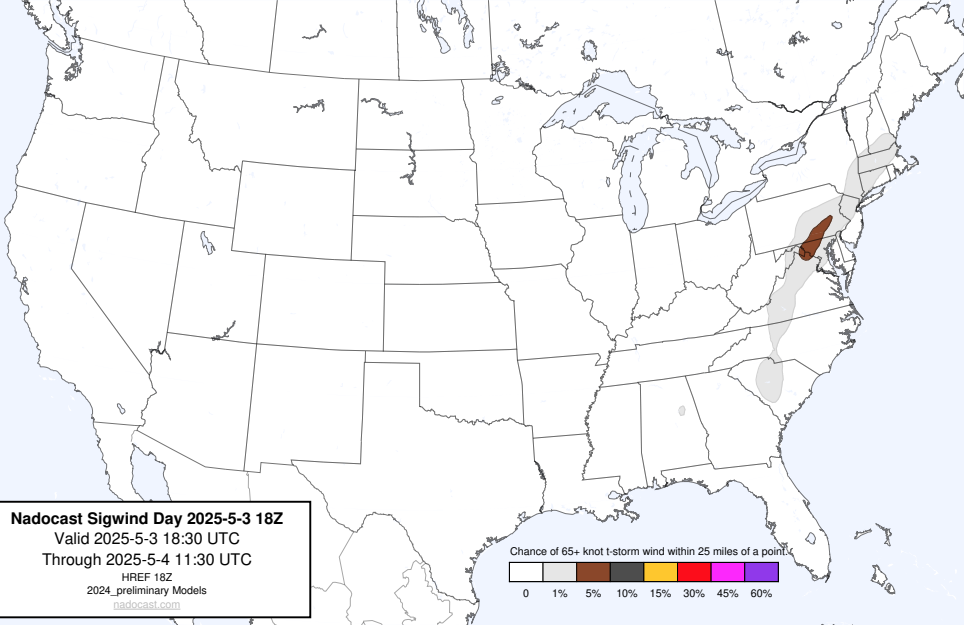 Nadocast Sigwind Day 2025-5-3 18Z
Valid 2025-5-3 18:30 UTC
Through 2025-5-4 11:30 UTC
HREF 18Z
2024_preliminary Models
nadocast.com
Chance of 65+ knot t-storm wind within 25 miles of a point.
0 1% 5% 10% 15% 30% 45% 60%